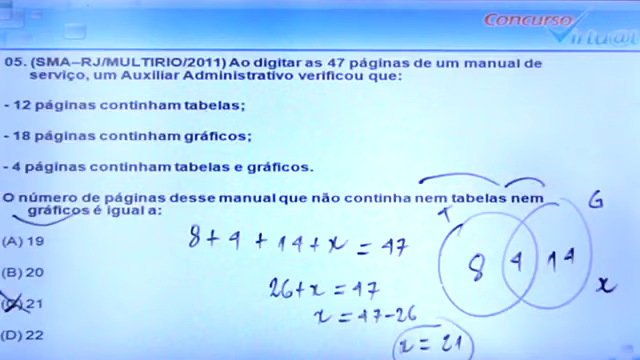 Concurso
Virtual
05. (SMA–RJ/MULTIRIO/2011) Ao digitar as 47 páginas de um manual de
serviço, um Auxiliar Administrativo verificou que:
- 12 páginas continham tabelas;
- 18 páginas continham gráficos;
- 4 páginas continham tabelas e gráficos.
O número de páginas desse manual que não continha nem tabelas nem
gráficos é igual a:
(A) 19
(B) 20
(C) 21
(D) 22
8 + 4 + 14 + x = 47
26 + x = 47
x = 47 - 26
x = 21
T
G
8 4 14
x